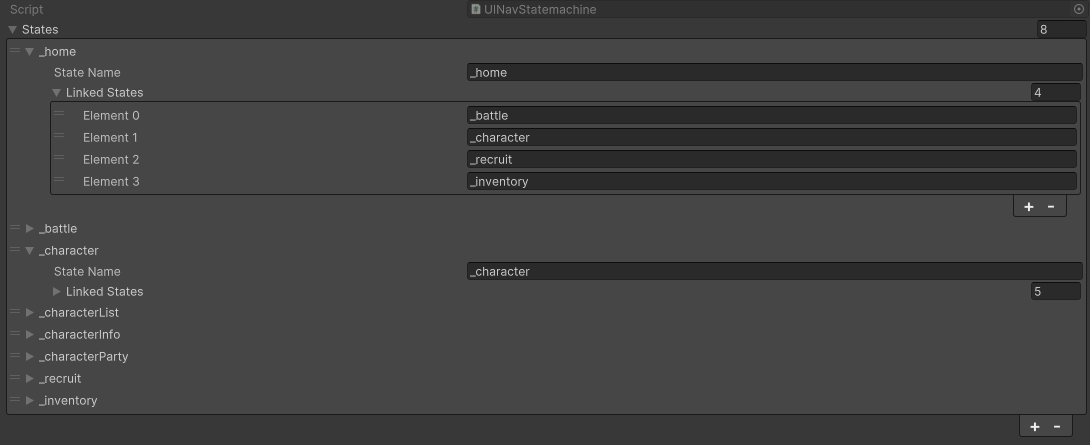 Script UINavStatemachine
States 8
_home
State Name _home
Linked States 4
Element 0 _battle
Element 1 _character
Element 2 _recruit
Element 3 _inventory
+ -
_battle
_character
State Name _character
Linked States 5
_characterList
_characterInfo
_characterParty
_recruit
_inventory
+ -